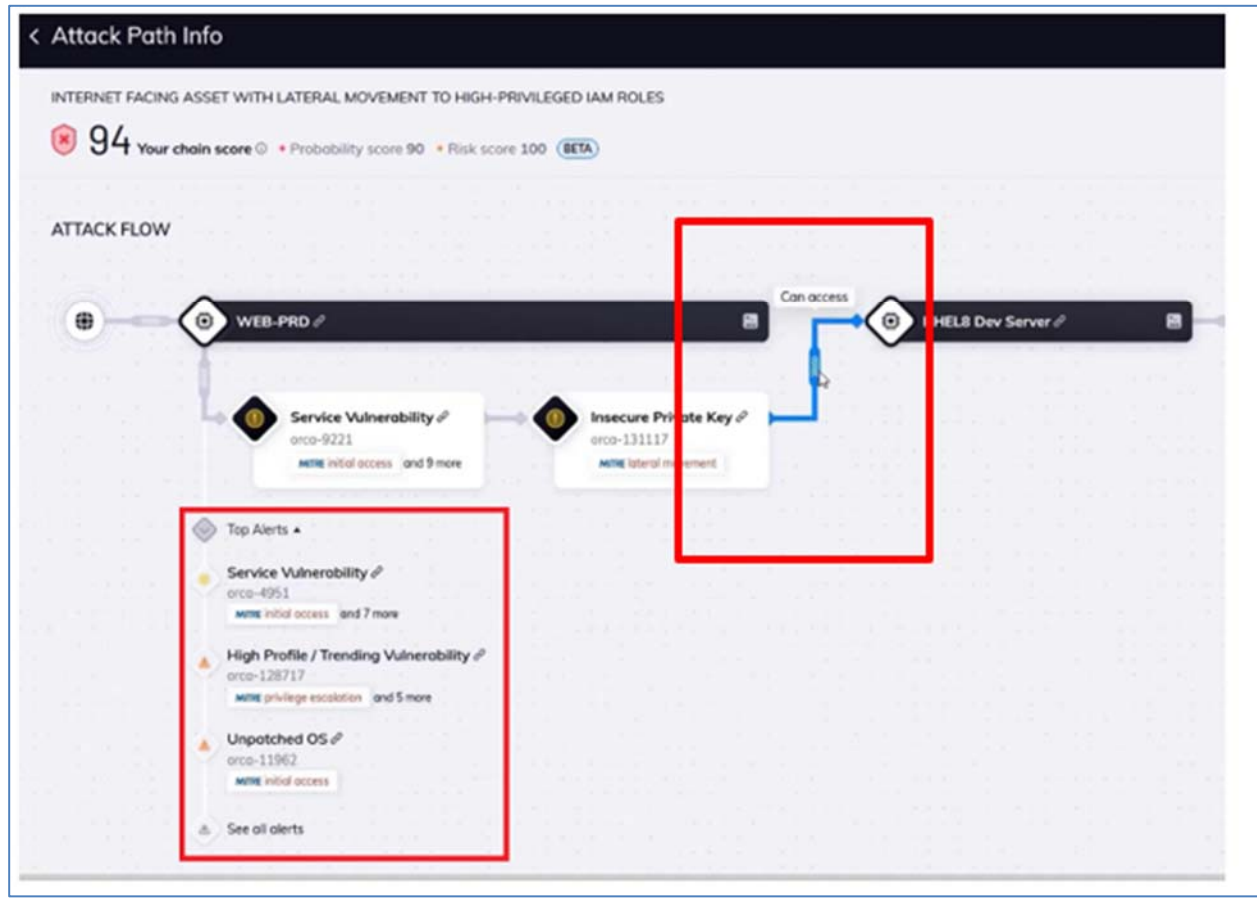 < Attack Path Info
INTERNET FACING ASSET WITH LATERAL MOVEMENT TO HIGH-PRIVILEGED IAM ROLES
94 Your chain score • Probability score 90 • Risk score 100 BETA
ATTACK FLOW
Can access
WEB-PRD
RHEL8 Dev Server
Service Vulnerability
orca-9221
MITRE initial access and 9 more
Insecure Private Key
orca-131117
MITRE lateral movement
Top Alerts
Service Vulnerability
orca-4951
MITRE initial access and 7 more
High Profile / Trending Vulnerability
orca-128717
MITRE privilege escalation and 5 more
Unpatched OS
orca-11962
MITRE initial access
See all alerts